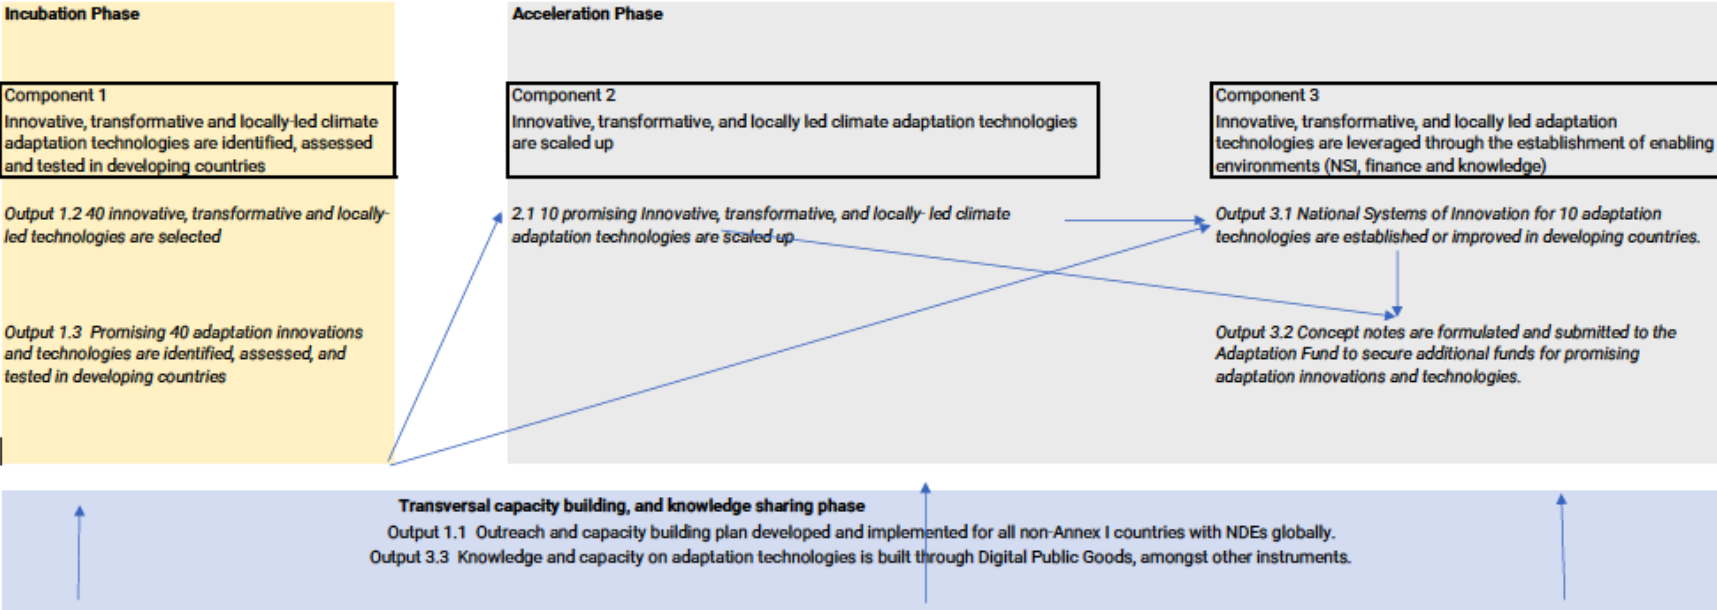 Incubation Phase
Acceleration Phase
Component 1
Innovative, transformative and locally-led climate
adaptation technologies are identified, assessed
and tested in developing countries
Component 2
Innovative, transformative, and locally led climate adaptation technologies
are scaled up
Component 3
Innovative, transformative, and locally led adaptation
technologies are leveraged through the establishment of enabling
environments (NSI, finance and knowledge)
Output 1.2 40 innovative, transformative and locally-
led technologies are selected
2.1 10 promising Innovative, transformative, and locally- led climate
adaptation technologies are scaled up
Output 3.1 National Systems of Innovation for 10 adaptation
technologies are established or improved in developing countries.
Output 1.3 Promising 40 adaptation innovations
and technologies are identified, assessed, and
tested in developing countries
Output 3.2 Concept notes are formulated and submitted to the
Adaptation Fund to secure additional funds for promising
adaptation innovations and technologies.
Transversal capacity building, and knowledge sharing phase
Output 1.1 Outreach and capacity building plan developed and implemented for all non-Annex I countries with NDEs globally.
Output 3.3 Knowledge and capacity on adaptation technologies is built through Digital Public Goods, amongst other instruments.